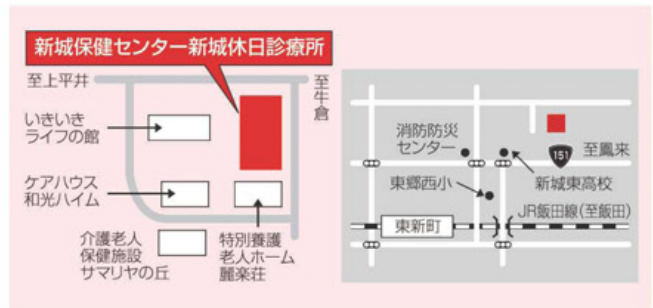 新城保健センター新城休日診療所
至上平井
至牛倉
いきいき
ライフの館
ケアハウス
和光ハイム
介護老人
保健施設
サマリヤの丘
特別養護
老人ホーム
麗楽荘
消防防災
センター
151
至鳳来
東郷西小
新城東高校
JR飯田線(至飯田)
東新町